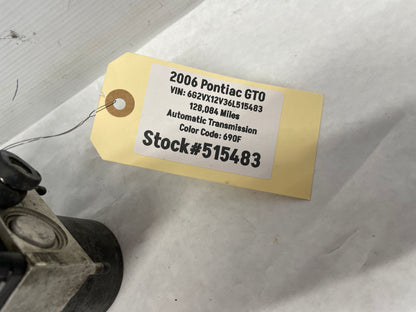 2006 Pontiac GTO
VIN: 6G2VX12V36L515483
128,084 Miles
Automatic Transmission
Color Code: 690F
Stock#515483